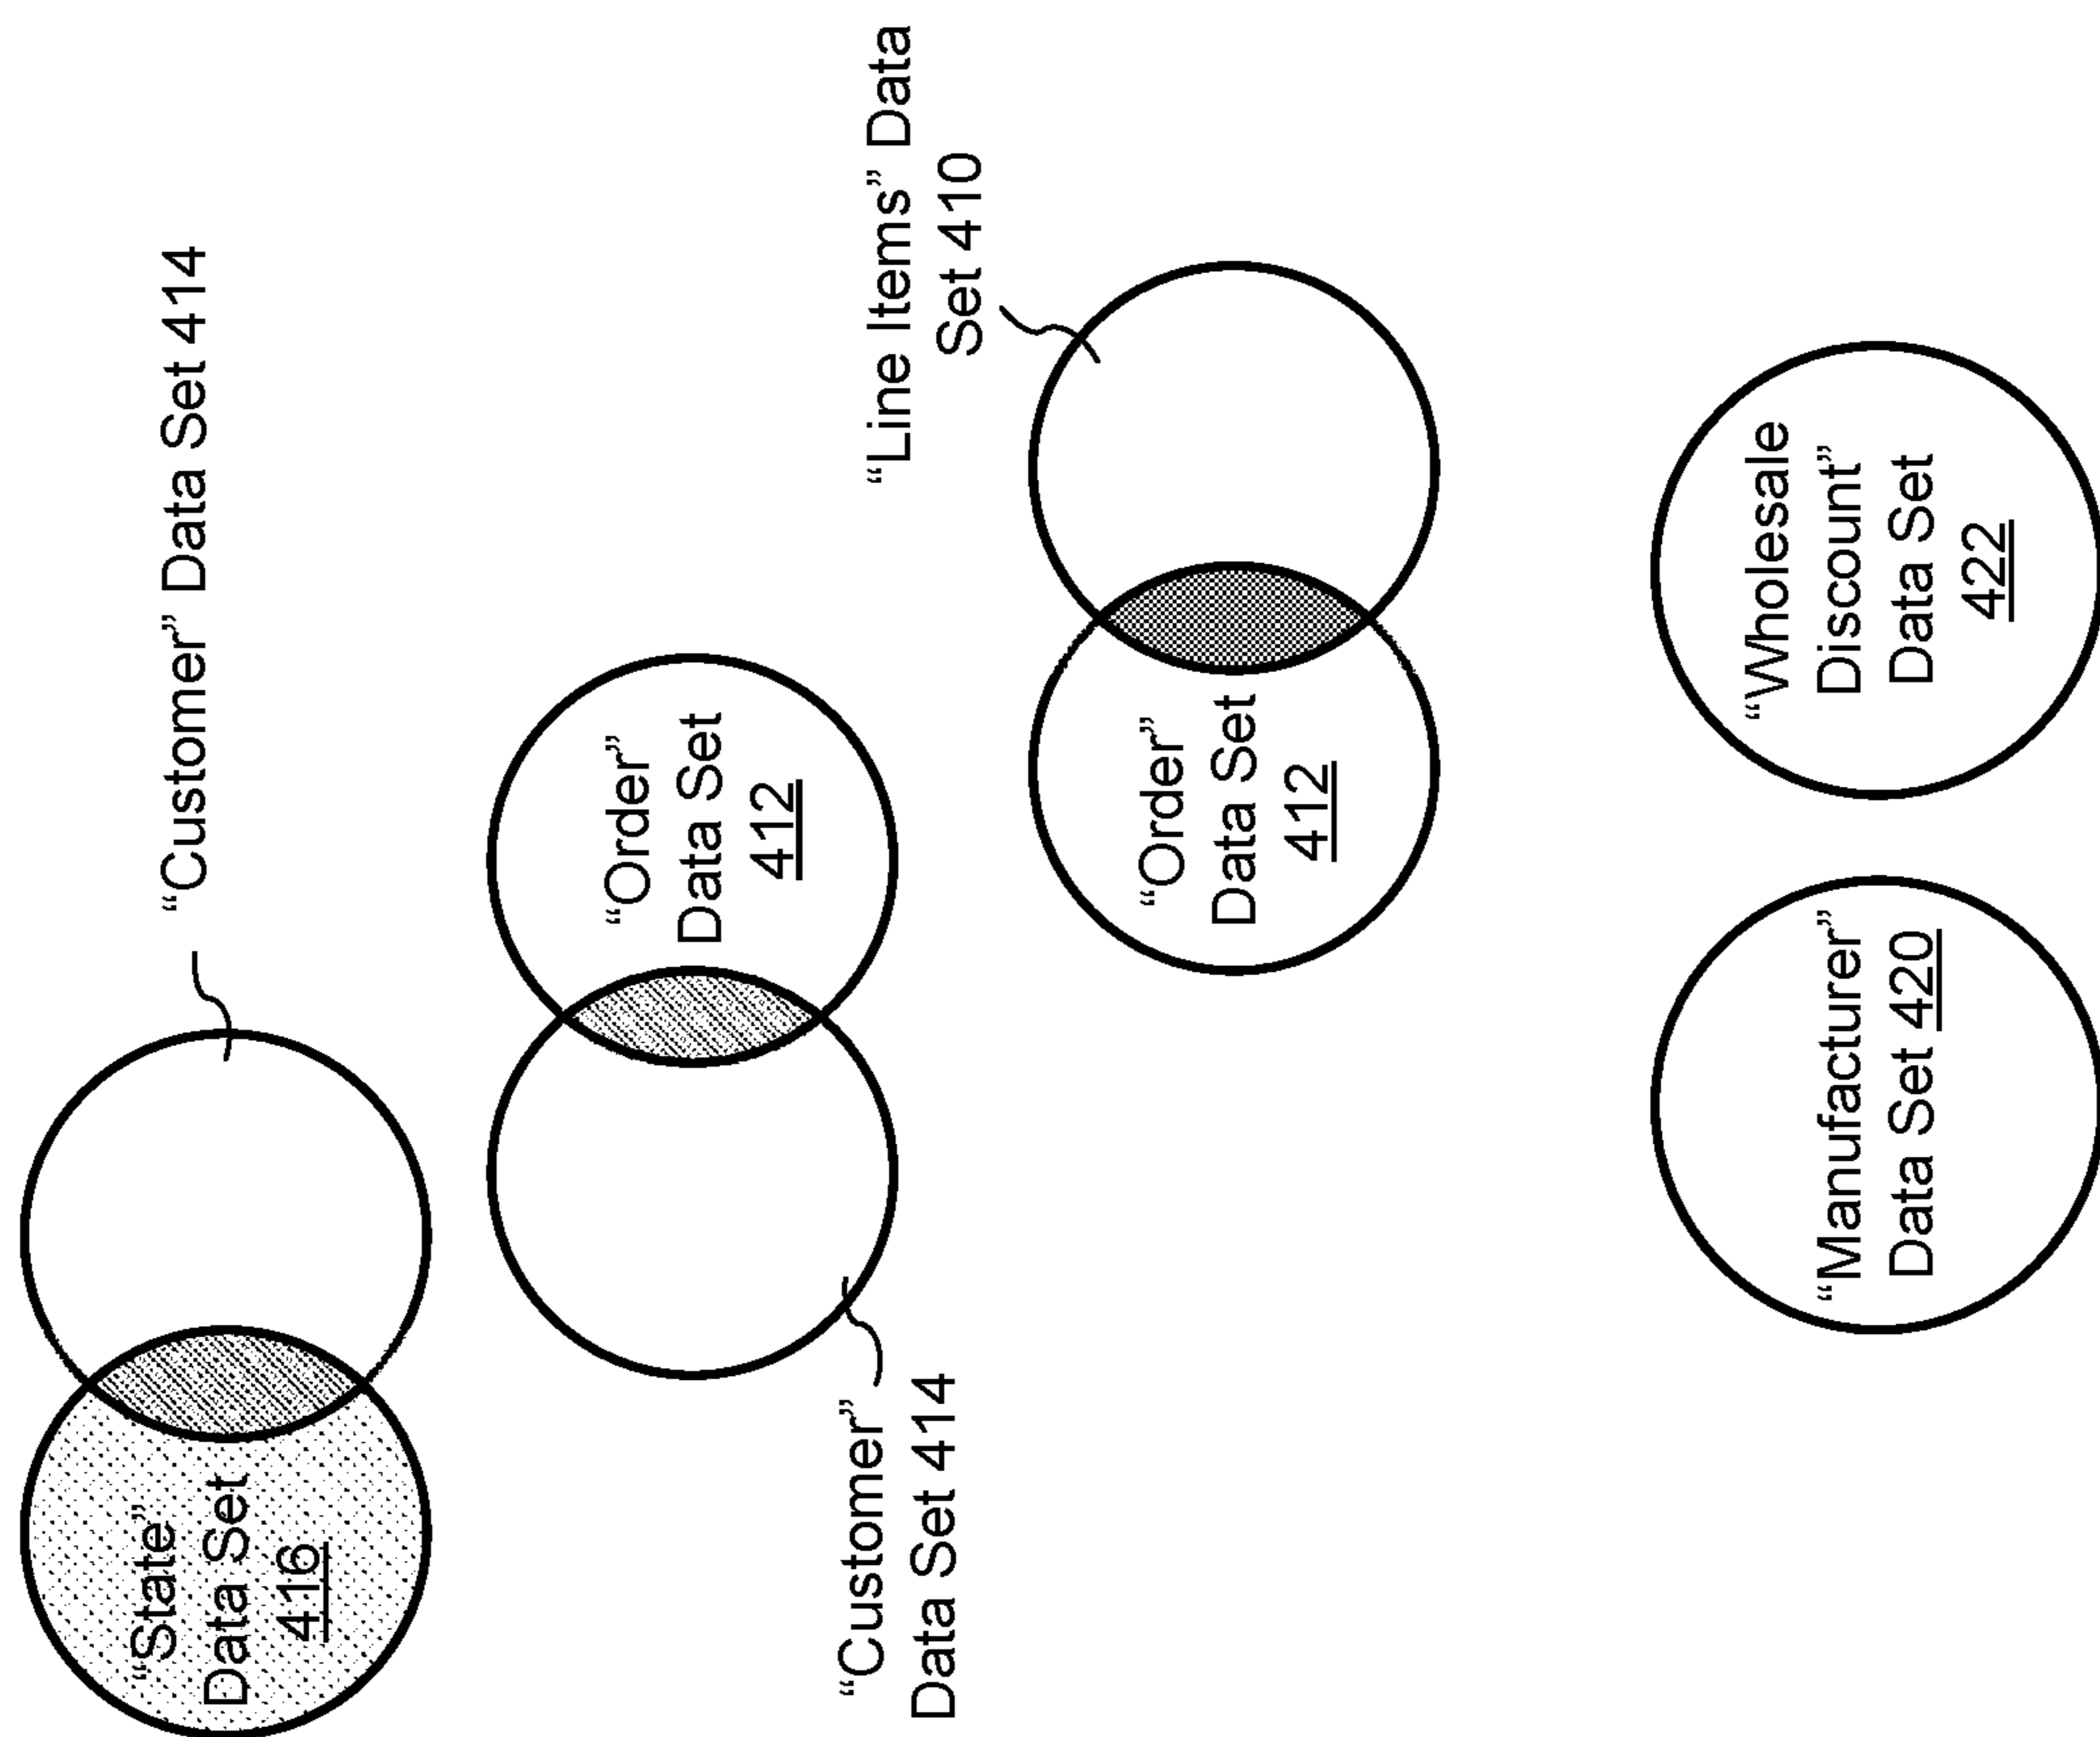 “Customer” Data Set 414
“State”
Data Set
416
“Order”
Data Set
412
“Customer”
Data Set 414
“Line Items” Data
Set 410
“Order”
Data Set
412
“Manufacturer”
Data Set 420
“Wholesale
Discount”
Data Set
422